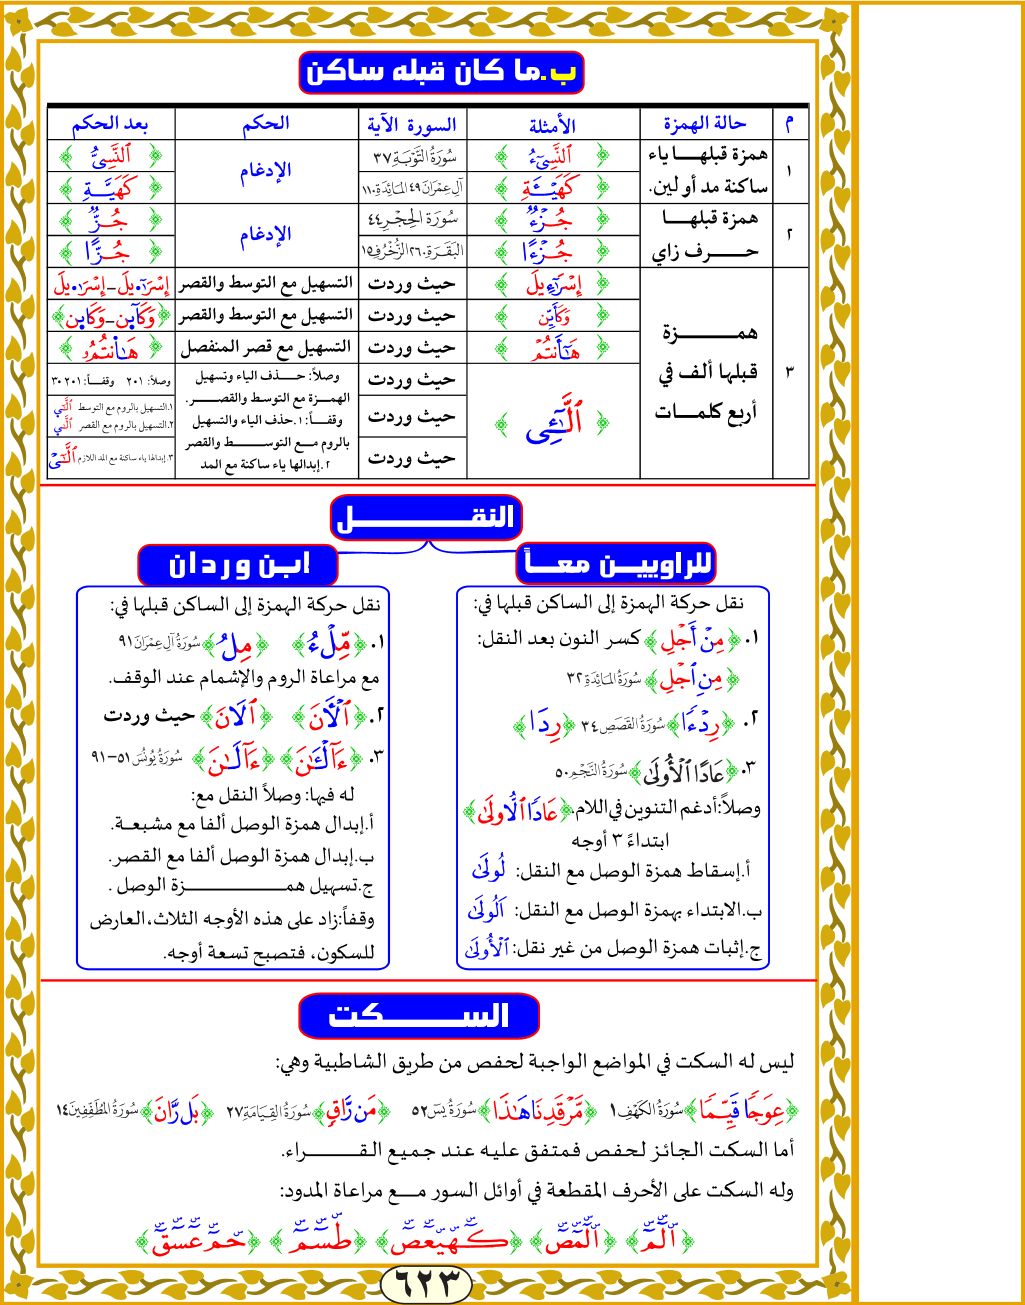 ب.ما كان قبله ساكن
م حالة الهمزة الأمثلة السورة الآية الحكم بعد الحكم
١ همزة قبلها ياء ساكنة مد أو لين.
﴿ ٱلنَّسِيٓءُ ﴾ سُورَةُ التَّوْبَةِ ٣٧ الإدغام ﴿ ٱلنَّسِيُّ ﴾
﴿ كَهَيْـَٔةِ ﴾ آلِ عِمْرَانَ ٤٩ المَائِدَةِ ١١٠ ﴿ كَهَيَّةِ ﴾
٢ همزة قبلها حرف زاي
﴿ جُزْءٌ ﴾ سُورَةُ الحِجْرِ ٤٤ الإدغام ﴿ جُزٌّ ﴾
﴿ جُزْءًا ﴾ البَقَرَةِ ٢٦٠ الزُّخْرُفِ ١٥ ﴿ جُزًّا ﴾
٣ همزة قبلها ألف في أربع كلمات
﴿ إِسْرَٰٓءِيلَ ﴾ حيث وردت التسهيل مع التوسط والقصر
﴿ وَكَأَيِّن ﴾ حيث وردت التسهيل مع التوسط والقصر
﴿ هَـٰٓأَنتُمْ ﴾ حيث وردت التسهيل مع قصر المنفصل
﴿ ٱلَّـٰٓـِٔى ﴾
حيث وردت
حيث وردت
حيث وردت
وصلاً: حذف الياء وتسهيل
الهمزة مع التوسط والقصر.
وقفاً: ١.حذف الياء والتسهيل
بالروم مع التوسط والقصر
٢.إبدالها ياء ساكنة مع المد
وصلاً: ٢٠١ وقفاً: ٢٠١ ٣٠
١.التسهيل بالروم مع التوسط
٢.التسهيل بالروم مع القصر
٣.إبدالها ياء ساكنة مع المد اللازم
النقل
للراويين معاً
نقل حركة الهمزة إلى الساكن قبلها في:
١.﴿مِنْ أَجْلِ﴾ كسر النون بعد النقل:
﴿مِنِ ٱجْلِ﴾ سُورَةُ المَائِدَةِ ٣٢
٢.﴿رِدْءًا﴾ سُورَةُ القَصَصِ ٣٤ ﴿رِدَا﴾
٣.﴿عَادًا ٱلْأُولَىٰ﴾ سُورَةُ النَّجْمِ ٥٠
وصلاً:أدغم التنوين في اللام.﴿عَادًا ٱلُّولَىٰ﴾
ابتداءً ٣ أوجه
أ.إسقاط همزة الوصل مع النقل: لُولَىٰ
ب.الابتداء بهمزة الوصل مع النقل: اَلُولَىٰ
ج.إثبات همزة الوصل من غير نقل: ٱلْأُولَىٰ
ابن وردان
نقل حركة الهمزة إلى الساكن قبلها في:
١.﴿مِّلْءُ﴾ ﴿مِلُ﴾ سُورَةُ آلِ عِمْرَانَ ٩١
مع مراعاة الروم والإشمام عند الوقف.
٢.﴿ٱلْـَٔانَ﴾ ﴿ٱلَانَ﴾ حيث وردت
٣.﴿ءَآلْـَٔـٰنَ﴾ ﴿ءَآلَـٰنَ﴾ سُورَةُ يُونُسَ ٥١-٩١
له فيها: وصلاً النقل مع:
أ.إبدال همزة الوصل ألفا مع مشبعة.
ب.إبدال همزة الوصل ألفا مع القصر.
ج.تسهيل همزة الوصل .
وقفاً:زاد على هذه الأوجه الثلاث،العارض
للسكون، فتصبح تسعة أوجه.
السكت
ليس له السكت في المواضع الواجبة لحفص من طريق الشاطبية وهي:
﴿عِوَجَا قَيِّمًا﴾ سُورَةُ الكَهْفِ ١ ﴿مَّرْقَدِنَا هَـٰذَا﴾ سُورَةُ يسٓ ٥٢ ﴿مَن رَّاقٍ﴾ سُورَةُ القِيَامَةِ ٢٧ ﴿بَل رَّانَ﴾ سُورَةُ المُطَفِّفِينَ ١٤
أما السكت الجائز لحفص فمتفق عليه عند جميع القراء.
وله السكت على الأحرف المقطعة في أوائل السور مع مراعاة المدود:
﴿الٓمٓ﴾ ﴿الٓمٓصٓ﴾ ﴿كٓهيعٓصٓ﴾ ﴿طسٓمٓ﴾ ﴿حمٓ عٓسٓقٓ﴾
٦٢٣